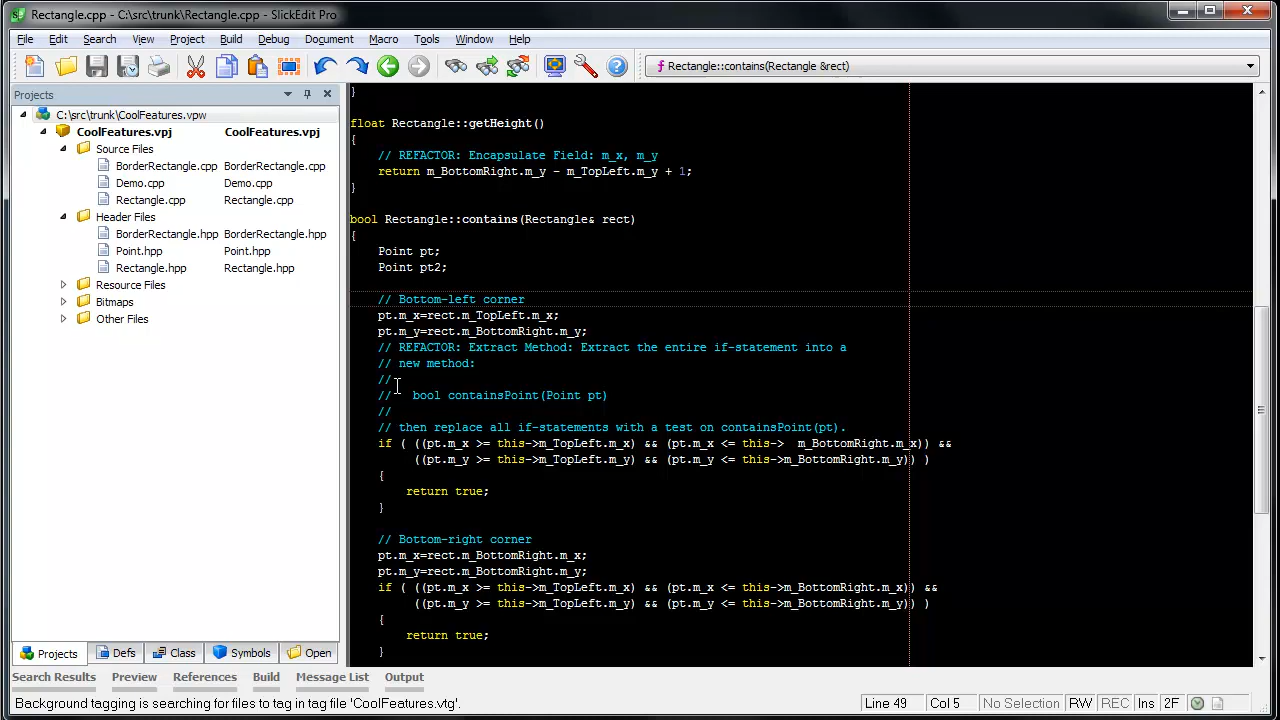 Rectangle.cpp - C:\src\trunk\Rectangle.cpp - SlickEdit Pro
File Edit Search View Project Build Debug Document Macro Tools Window Help
Rectangle::contains(Rectangle &rect)
Projects
C:\src\trunk\CoolFeatures.vpw
CoolFeatures.vpj CoolFeatures.vpj
Source Files
BorderRectangle.cpp BorderRectangle.cpp
Demo.cpp Demo.cpp
Rectangle.cpp Rectangle.cpp
Header Files
BorderRectangle.hpp BorderRectangle.hpp
Point.hpp Point.hpp
Rectangle.hpp Rectangle.hpp
Resource Files
Bitmaps
Other Files
}
float Rectangle::getHeight()
{
// REFACTOR: Encapsulate Field: m_x, m_y
return m_BottomRight.m_y - m_TopLeft.m_y + 1;
}
bool Rectangle::contains(Rectangle& rect)
{
Point pt;
Point pt2;
// Bottom-left corner
pt.m_x=rect.m_TopLeft.m_x;
pt.m_y=rect.m_BottomRight.m_y;
// REFACTOR: Extract Method: Extract the entire if-statement into a
// new method:
//
// bool containsPoint(Point pt)
//
// then replace all if-statements with a test on containsPoint(pt).
if ( ((pt.m_x >= this->m_TopLeft.m_x) && (pt.m_x <= this->  m_BottomRight.m_x)) &&
((pt.m_y >= this->m_TopLeft.m_y) && (pt.m_y <= this->m_BottomRight.m_y)) )
{
return true;
}
// Bottom-right corner
pt.m_x=rect.m_BottomRight.m_x;
pt.m_y=rect.m_BottomRight.m_y;
if ( ((pt.m_x >= this->m_TopLeft.m_x) && (pt.m_x <= this->m_BottomRight.m_x)) &&
((pt.m_y >= this->m_TopLeft.m_y) && (pt.m_y <= this->m_BottomRight.m_y)) )
{
return true;
}
Projects Defs Class Symbols Open
Search Results Preview References Build Message List Output
Background tagging is searching for files to tag in tag file 'CoolFeatures.vtg'. Line 49 Col 5 No Selection RW REC Ins 2F